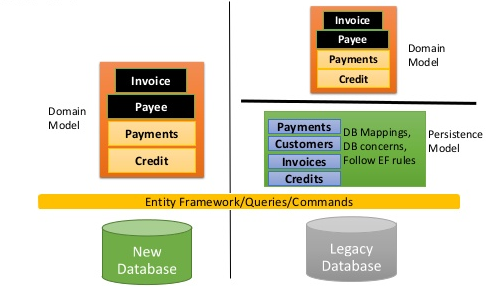 Domain
Model
Invoice
Payee
Payments
Credit
Invoice
Payee
Payments
Credit
Domain
Model
Payments
Customers
Invoices
Credits
DB Mappings,
DB concerns,
Follow EF rules
Persistence
Model
Entity Framework/Queries/Commands
New
Database
Legacy
Database